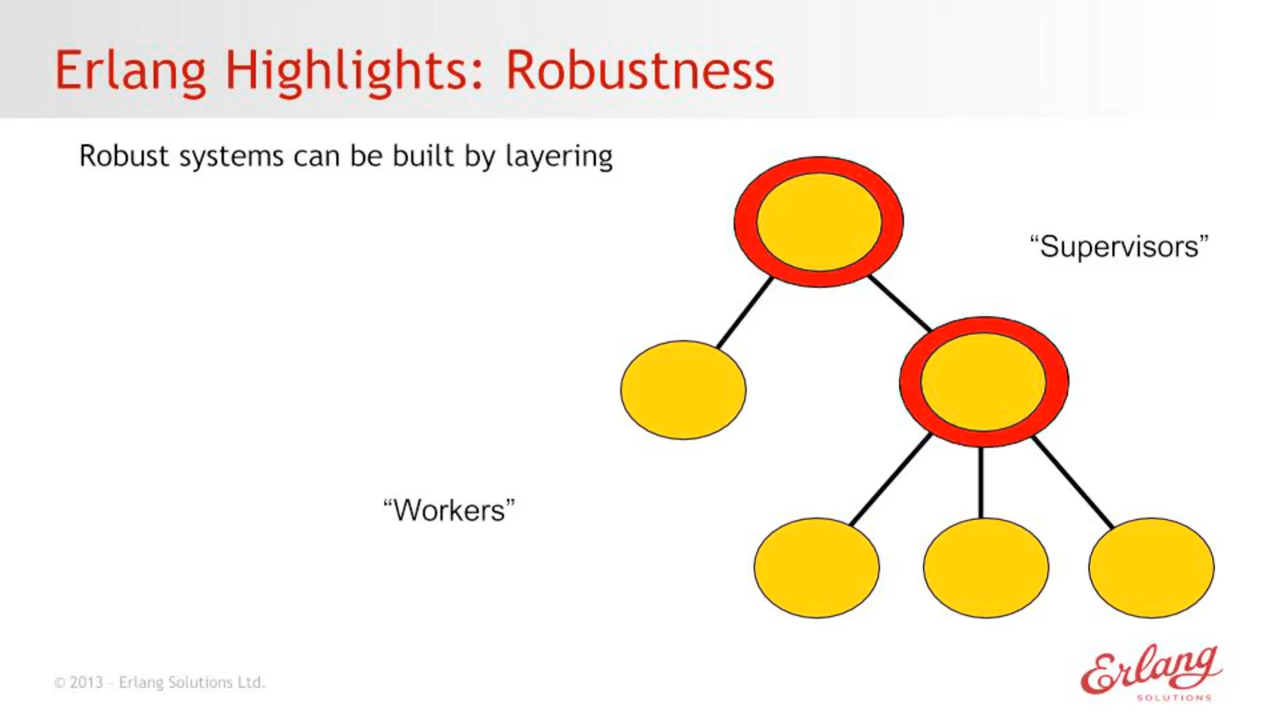 Erlang Highlights: Robustness
Robust systems can be built by layering
“Supervisors”
“Workers”
© 2013 – Erlang Solutions Ltd.
Erlang
SOLUTIONS